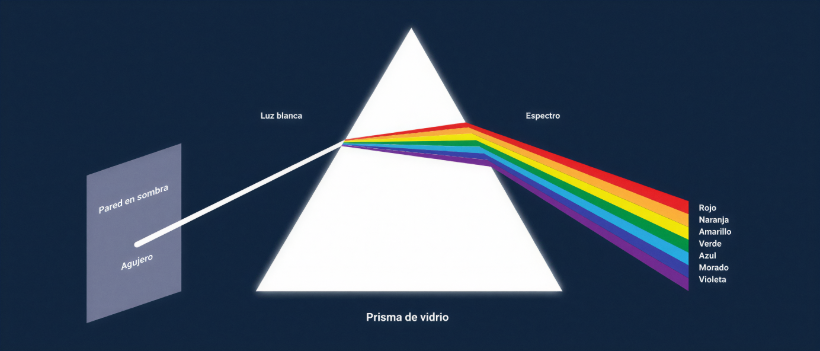 Luz blanca
Espectro
Pared en sombra
Agujero
Rojo
Naranja
Amarillo
Verde
Azul
Morado
Violeta
Prisma de vidrio